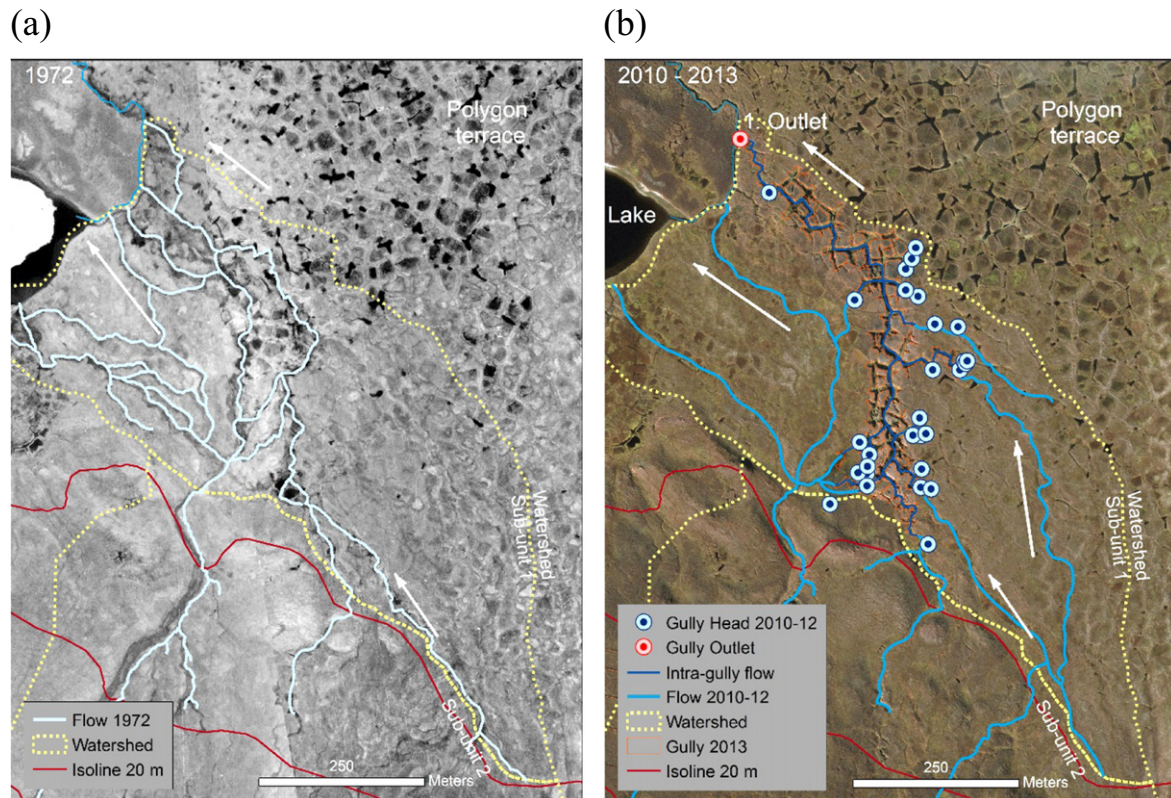 (a)
1972
Polygon
terrace
Watershed
Sub-unit 1
Sub-unit 2
Flow 1972
Watershed
Isoline 20 m
250
Meters
(b)
2010 - 2013
1. Outlet
Polygon
terrace
Lake
Watershed
Sub-unit 1
Sub-unit 2
Gully Head 2010-12
Gully Outlet
Intra-gully flow
Flow 2010-12
Watershed
Gully 2013
Isoline 20 m
250
Meters